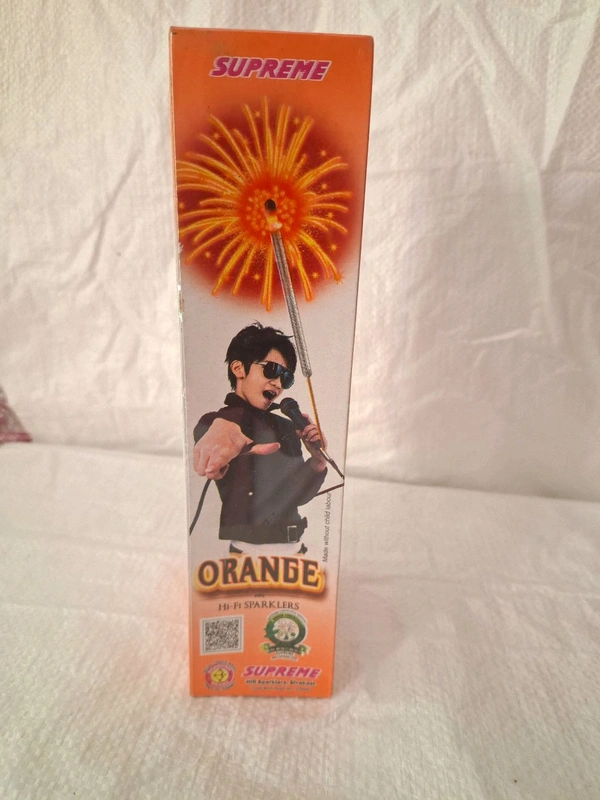 SUPREME
Made without child labour
ORANGE
HI-FI SPARKLERS
SUPREME